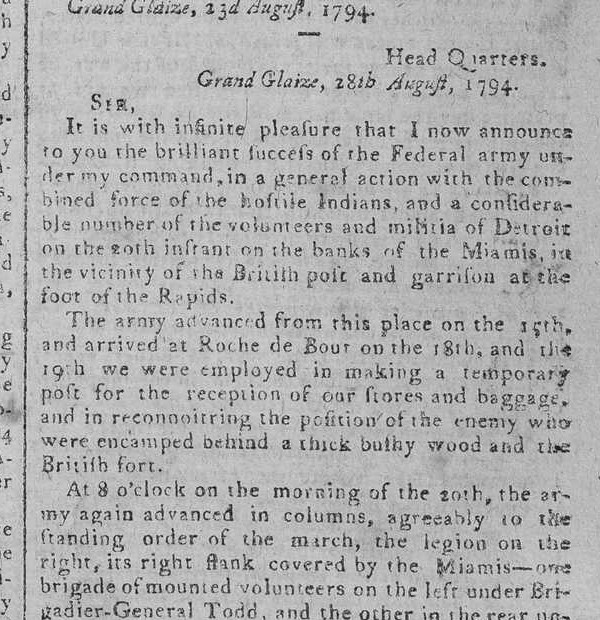 Grand Glaize, 23d Auguſt, 1794.
Head Quarters.
Grand Glaize, 28th Auguſt, 1794.
SIR,
It is with infinite pleaſure that I now announce
to you the brilliant ſucceſs of the Federal army un-
der my command, in a general action with the com-
bined force of the hoſtile Indians, and a conſidera-
ble number of the volunteers and militia of Detroit
on the 20th inſtant on the banks of the Miamis, in
the vicinity of the Britiſh poſt and garriſon at the
foot of the Rapids.
The army advanced from this place on the 15th,
and arrived at Roche de Bout on the 18th, and the
19th we were employed in making a temporary
poſt for the reception of our ſtores and baggage,
and in reconnoitring the poſition of the enemy who
were encamped behind a thick buſhy wood and the
Britiſh fort.
At 8 o'clock on the morning of the 20th, the ar-
my again advanced in columns, agreeably to the
ſtanding order of the march, the legion on the
right, its right flank covered by the Miamis—one
brigade of mounted volunteers on the left under Bri-
gadier-General Todd, and the other in the rear un-